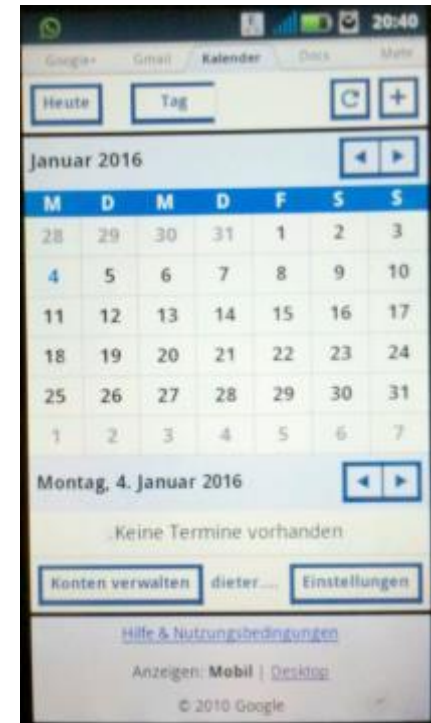 20:40
Google+ Gmail Kalender Docs Mehr
Heute Tag
Januar 2016
M D M D F S S
28 29 30 31 1 2 3
4 5 6 7 8 9 10
11 12 13 14 15 16 17
18 19 20 21 22 23 24
25 26 27 28 29 30 31
1 2 3 4 5 6 7
Montag, 4. Januar 2016
Keine Termine vorhanden
Konten verwalten dieter.... Einstellungen
Hilfe & Nutzungsbedingungen
Anzeigen: Mobil | Desktop
© 2010 Google